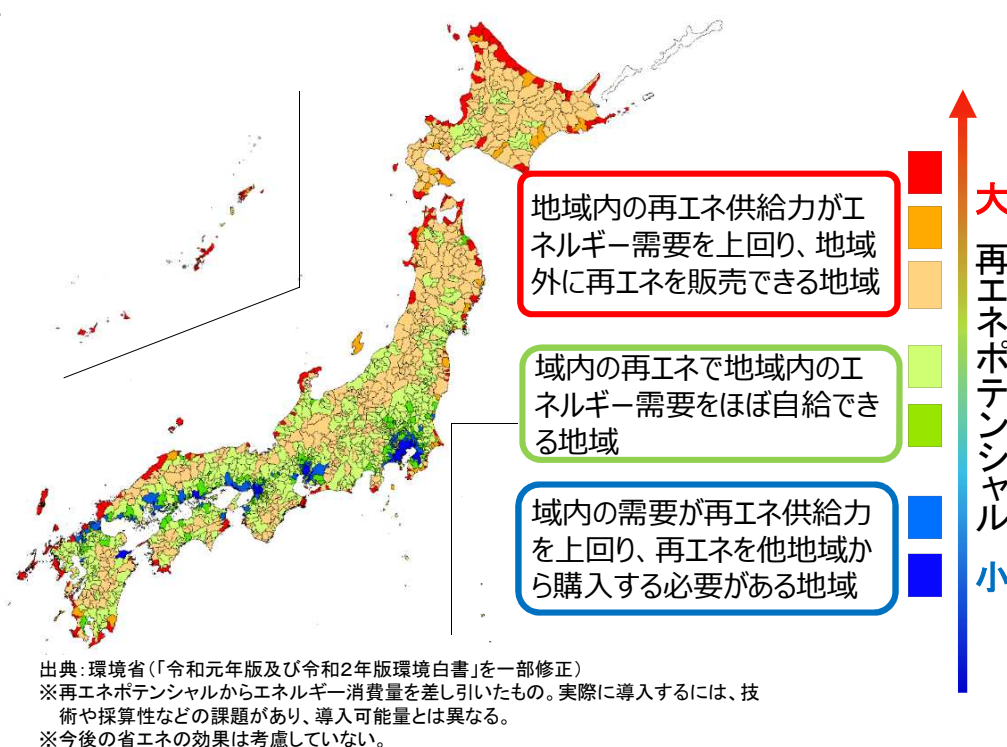 地域内の再エネ供給力がエ
ネルギー需要を上回り、地域
外に再エネを販売できる地域
域内の再エネで地域内のエ
ネルギー需要をほぼ自給でき
る地域
域内の需要が再エネ供給力
を上回り、再エネを他地域か
ら購入する必要がある地域
大
再エネポテンシャル
小
出典:環境省(「令和元年版及び令和2年版環境白書」を一部修正)
※再エネポテンシャルからエネルギー消費量を差し引いたもの。実際に導入するには、技
術や採算性などの課題があり、導入可能量とは異なる。
※今後の省エネの効果は考慮していない。